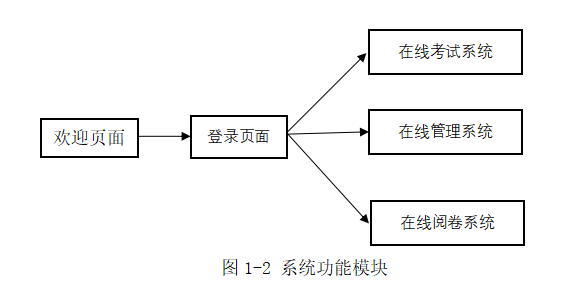 欢迎页面
登录页面
在线考试系统
在线管理系统
在线阅卷系统
图 1-2 系统功能模块